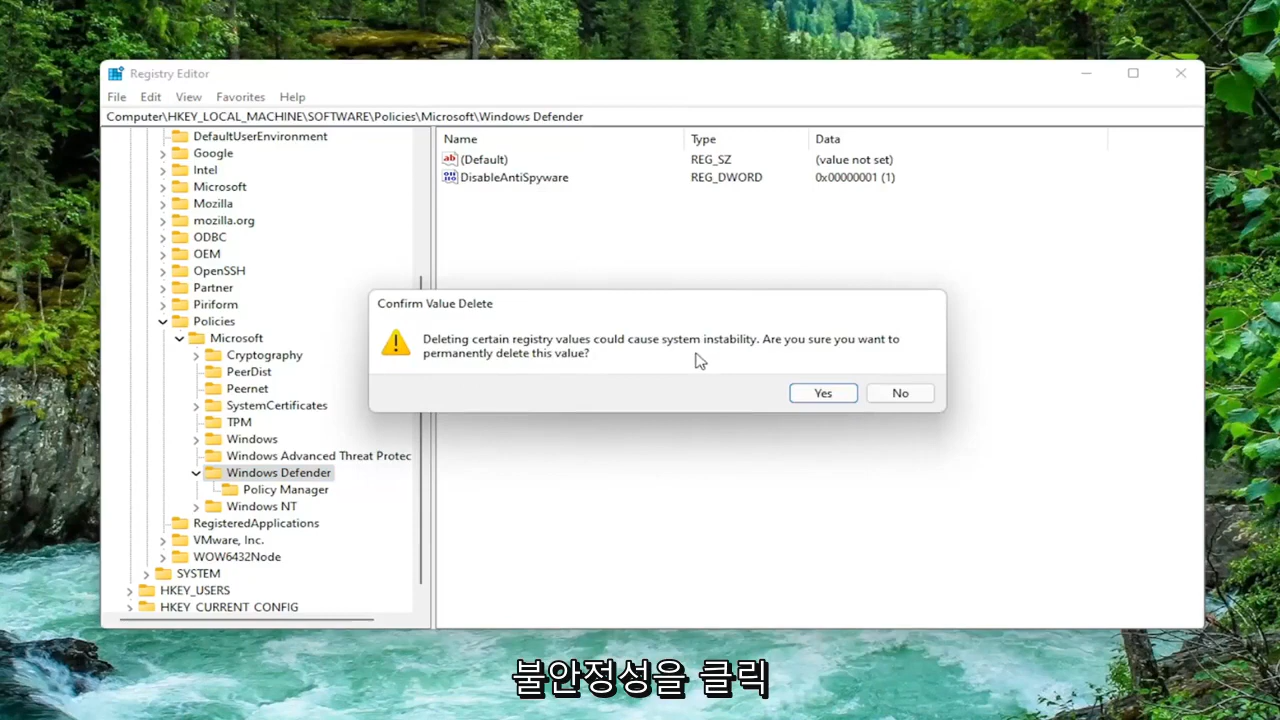 Registry Editor
File Edit View Favorites Help
Computer\HKEY_LOCAL_MACHINE\SOFTWARE\Policies\Microsoft\Windows Defender
DefaultUserEnvironment
Google
Intel
Microsoft
Mozilla
mozilla.org
ODBC
OEM
OpenSSH
Partner
Piriform
Policies
Microsoft
Cryptography
PeerDist
Peernet
SystemCertificates
TPM
Windows
Windows Advanced Threat Protec
Windows Defender
Policy Manager
Windows NT
RegisteredApplications
VMware, Inc.
WOW6432Node
SYSTEM
HKEY_USERS
HKEY_CURRENT_CONFIG
Name Type Data
(Default) REG_SZ (value not set)
DisableAntiSpyware REG_DWORD 0x00000001 (1)
Confirm Value Delete
Deleting certain registry values could cause system instability. Are you sure you want to
permanently delete this value?
Yes No
불안정성을 클릭